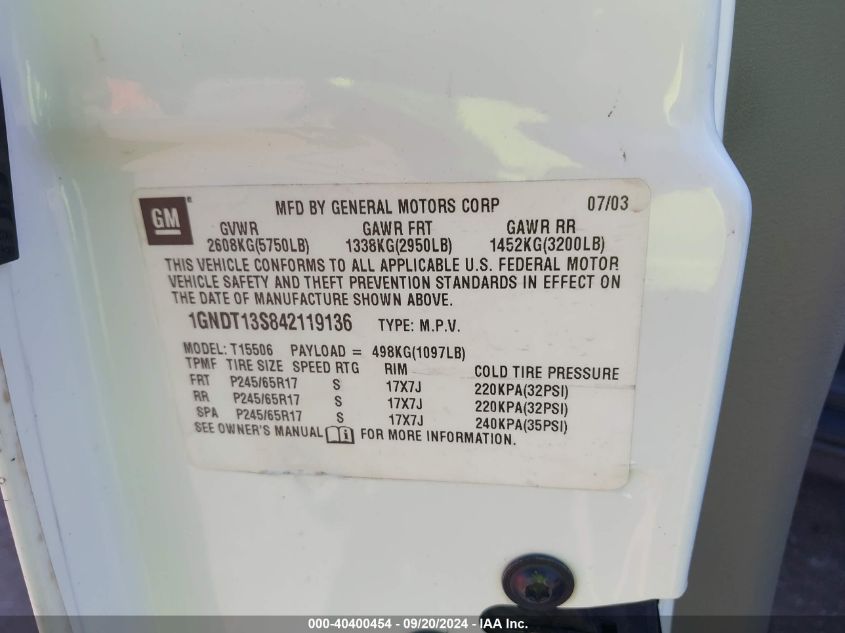 GM® MFD BY GENERAL MOTORS CORP 07/03
GVWR GAWR FRT GAWR RR
2608KG(5750LB) 1338KG(2950LB) 1452KG(3200LB)
THIS VEHICLE CONFORMS TO ALL APPLICABLE U.S. FEDERAL MOTOR
VEHICLE SAFETY AND THEFT PREVENTION STANDARDS IN EFFECT ON
THE DATE OF MANUFACTURE SHOWN ABOVE.
1GNDT13S842119136 TYPE: M.P.V.
MODEL: T15506 PAYLOAD = 498KG(1097LB)
TPMF TIRE SIZE SPEED RTG RIM COLD TIRE PRESSURE
FRT P245/65R17 S 17X7J 220KPA(32PSI)
RR P245/65R17 S 17X7J 220KPA(32PSI)
SPA P245/65R17 S 17X7J 240KPA(35PSI)
SEE OWNER'S MANUAL FOR MORE INFORMATION.
000-40400454 - 09/20/2024 - IAA Inc.